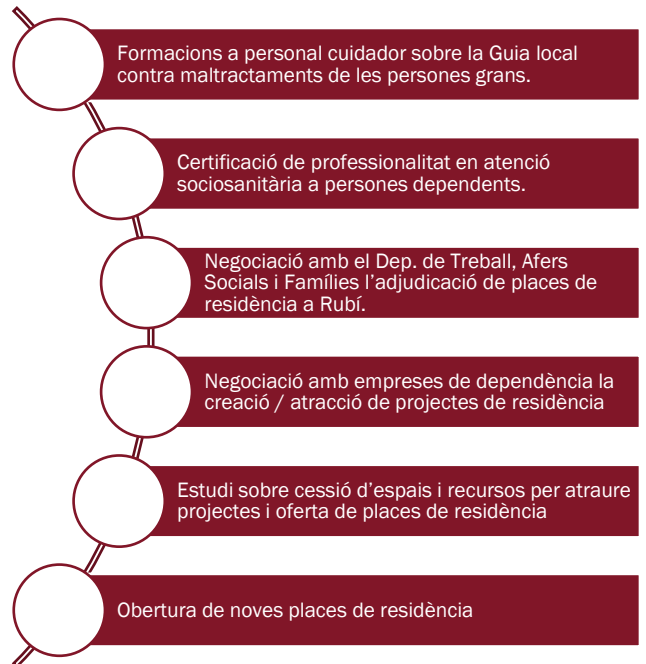 Formacions a personal cuidador sobre la Guia local
contra maltractaments de les persones grans.
Certificació de professionalitat en atenció
sociosanitària a persones dependents.
Negociació amb el Dep. de Treball, Afers
Socials i Famílies l’adjudicació de places de
residència a Rubí.
Negociació amb empreses de dependència la
creació / atracció de projectes de residència
Estudi sobre cessió d’espais i recursos per atraure
projectes i oferta de places de residència
Obertura de noves places de residència